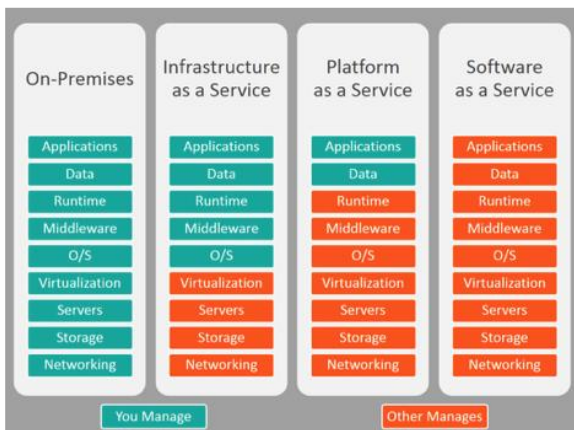 On-Premises
Applications
Data
Runtime
Middleware
O/S
Virtualization
Servers
Storage
Networking
Infrastructure
as a Service
Applications
Data
Runtime
Middleware
O/S
Virtualization
Servers
Storage
Networking
Platform
as a Service
Applications
Data
Runtime
Middleware
O/S
Virtualization
Servers
Storage
Networking
Software
as a Service
Applications
Data
Runtime
Middleware
O/S
Virtualization
Servers
Storage
Networking
You Manage
Other Manages